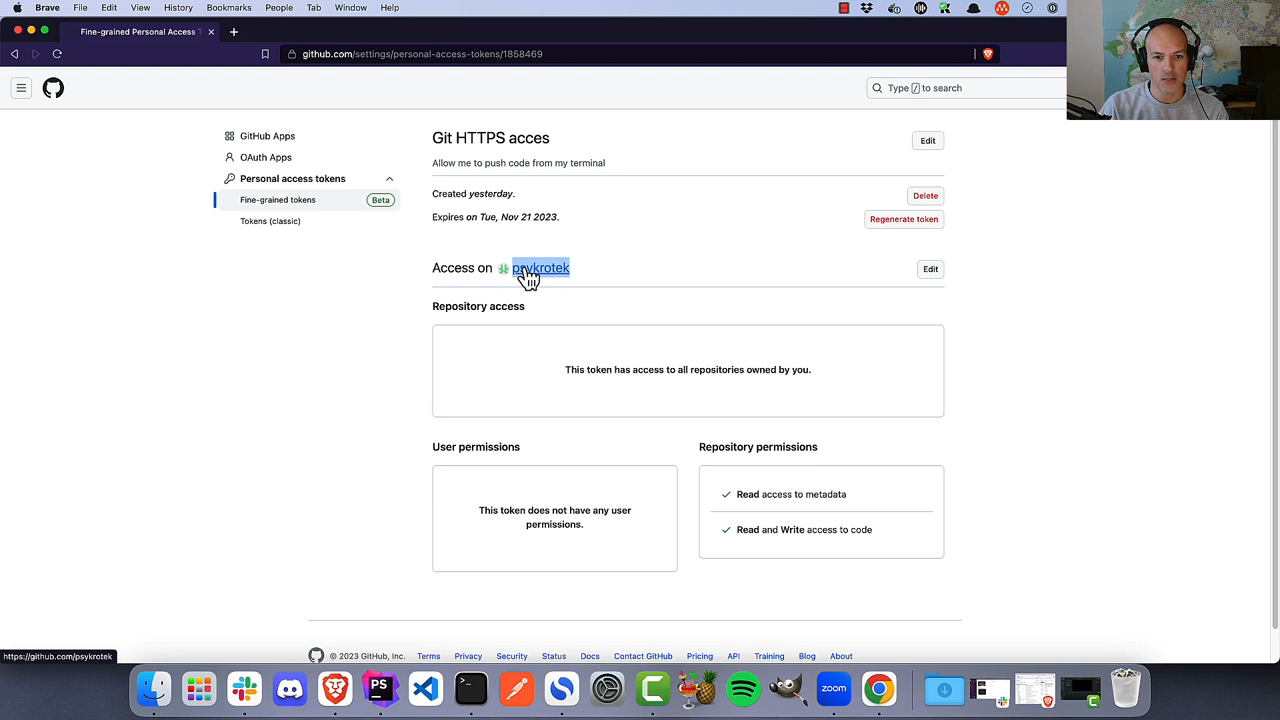 Brave File Edit View History Bookmarks People Tab Window Help
Fine-grained Personal Access T
github.com/settings/personal-access-tokens/1858469
Type / to search
GitHub Apps
OAuth Apps
Personal access tokens
Fine-grained tokens Beta
Tokens (classic)
Git HTTPS acces
Edit
Allow me to push code from my terminal
Created yesterday.
Delete
Expires on Tue, Nov 21 2023.
Regenerate token
Access on psykrotek
Edit
Repository access
This token has access to all repositories owned by you.
User permissions
This token does not have any user
permissions.
Repository permissions
Read access to metadata
Read and Write access to code
© 2023 GitHub, Inc. Terms Privacy Security Status Docs Contact GitHub Pricing API Training Blog About
https://github.com/psykrotek
PS
zoom